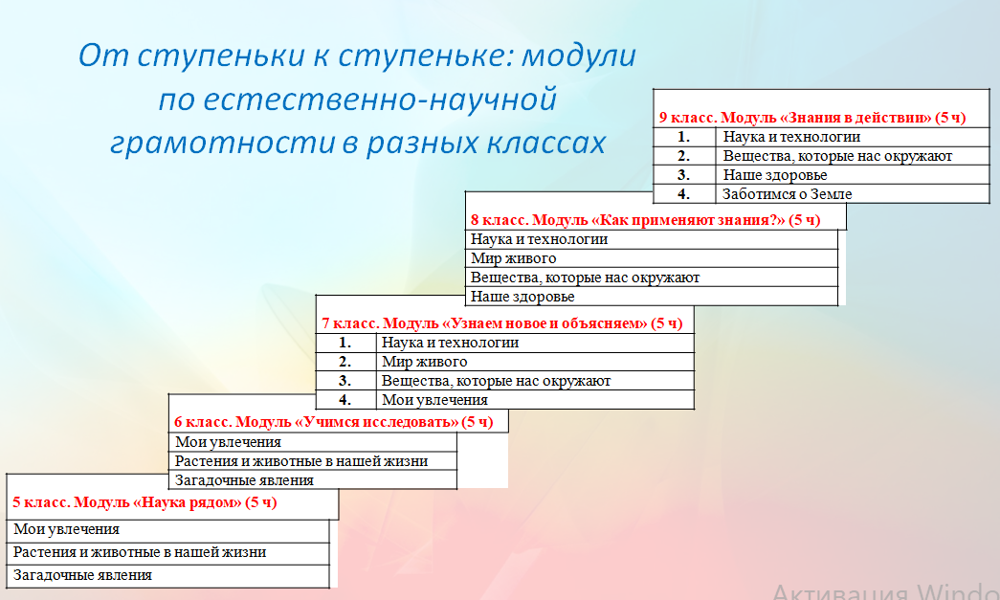 От ступеньки к ступеньке: модули
по естественно-научной
грамотности в разных классах
9 класс. Модуль «Знания в действии» (5 ч)
1. Наука и технологии
2. Вещества, которые нас окружают
3. Наше здоровье
4. Заботимся о Земле
8 класс. Модуль «Как применяют знания?» (5 ч)
Наука и технологии
Мир живого
Вещества, которые нас окружают
Наше здоровье
7 класс. Модуль «Узнаем новое и объясняем» (5 ч)
1. Наука и технологии
2. Мир живого
3. Вещества, которые нас окружают
4. Мои увлечения
6 класс. Модуль «Учимся исследовать» (5 ч)
Мои увлечения
Растения и животные в нашей жизни
Загадочные явления
5 класс. Модуль «Наука рядом» (5 ч)
Мои увлечения
Растения и животные в нашей жизни
Загадочные явления
Активация Windo